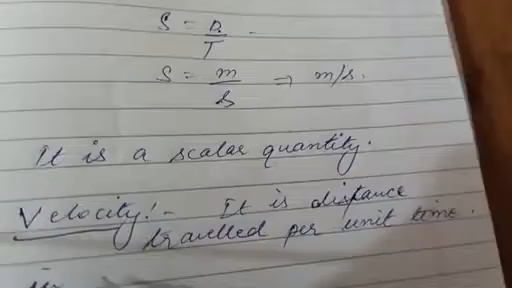 S = D/T
S = m/s → m/s.
It is a scalar quantity.
Velocity:- It is distance
travelled per unit time.